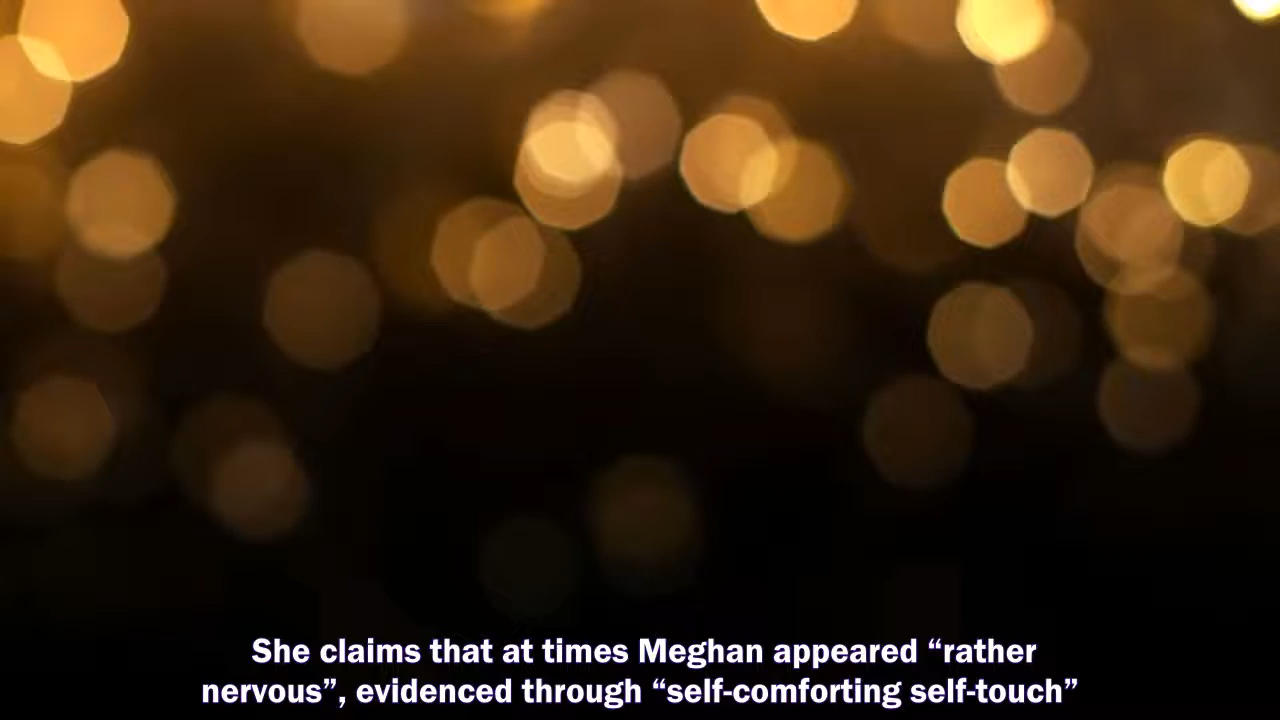 She claims that at times Meghan appeared “rather
nervous”, evidenced through “self-comforting self-touch”